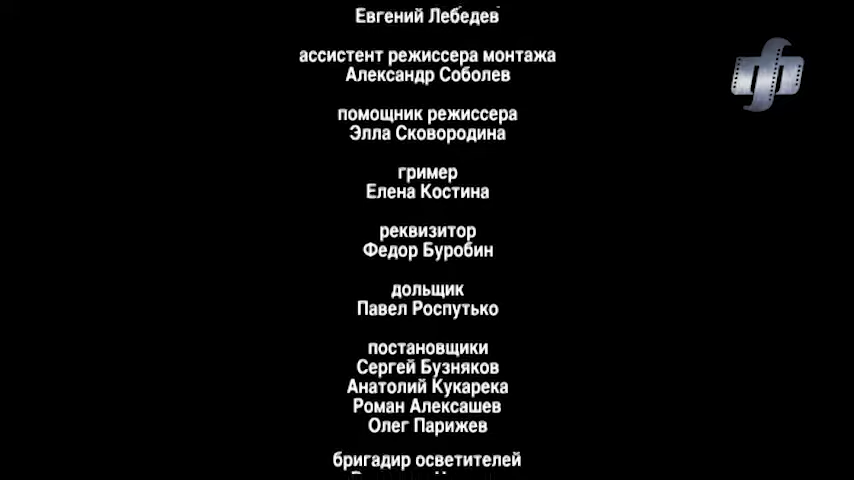 Евгений Лебедев
ассистент режиссера монтажа
Александр Соболев
помощник режиссера
Элла Сковородина
гример
Елена Костина
реквизитор
Федор Буробин
дольщик
Павел Роспутько
постановщики
Сергей Бузняков
Анатолий Кукарека
Роман Алексашев
Олег Парижев
бригадир осветителей